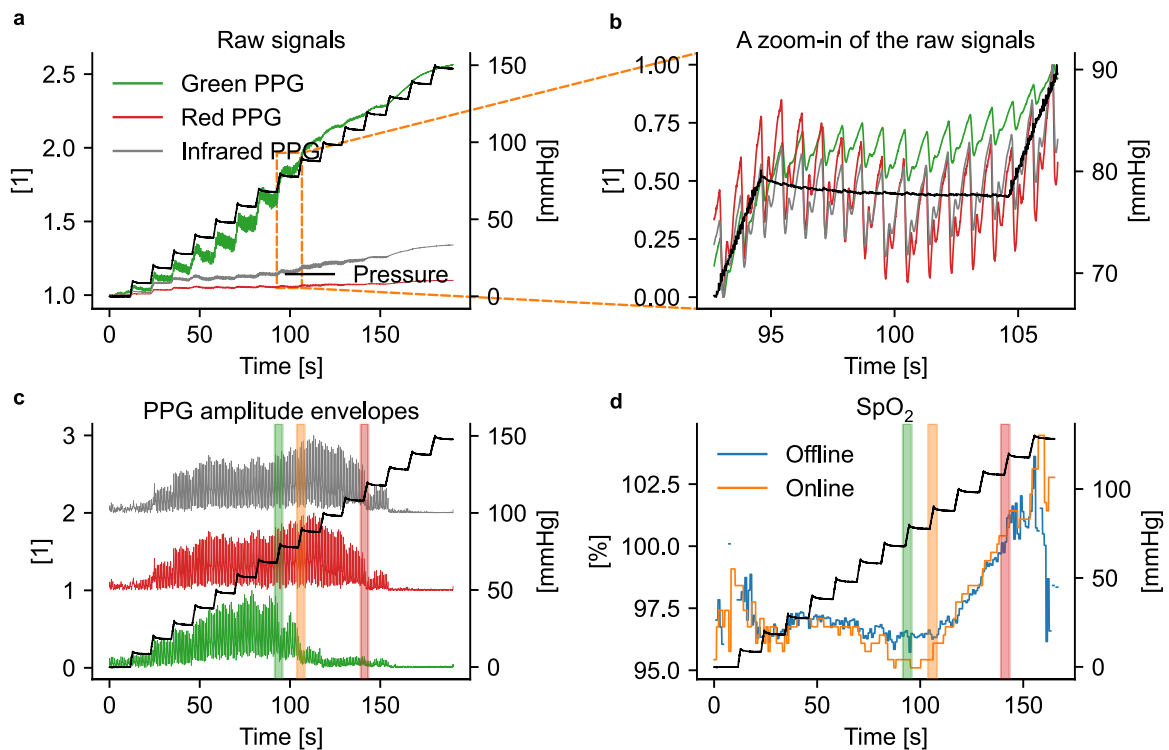 a
Raw signals
2.5
2.0
1.5
1.0
[1]
Green PPG
Red PPG
Infrared PPG
Pressure
150
100
50
0
[mmHg]
0
50
100
150
Time [s]
b
A zoom-in of the raw signals
1.00
0.75
0.50
0.25
0.00
[1]
90
80
70
[mmHg]
95
100
105
Time [s]
c
PPG amplitude envelopes
3
2
1
0
[1]
150
100
50
0
[mmHg]
0
50
100
150
Time [s]
d
SpO₂
Offline
Online
102.5
100.0
97.5
95.0
[%]
100
50
0
[mmHg]
0
50
100
150
Time [s]